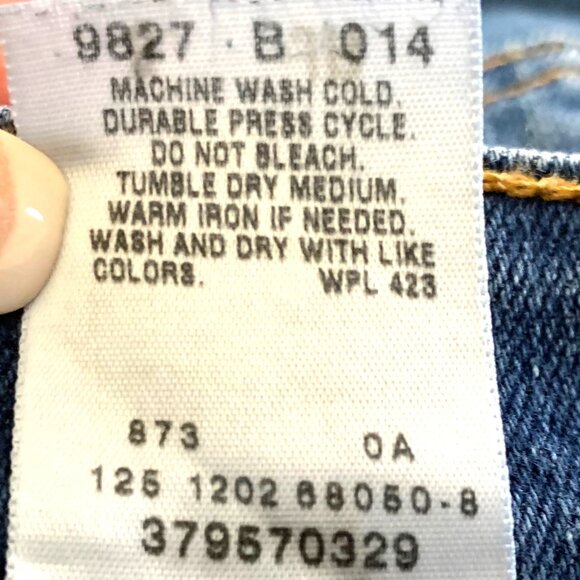 9827 · B 014
MACHINE WASH COLD.
DURABLE PRESS CYCLE.
DO NOT BLEACH.
TUMBLE DRY MEDIUM.
WARM IRON IF NEEDED.
WASH AND DRY WITH LIKE
COLORS. WPL 423
873 0A
125 1202 68050-8
379570329